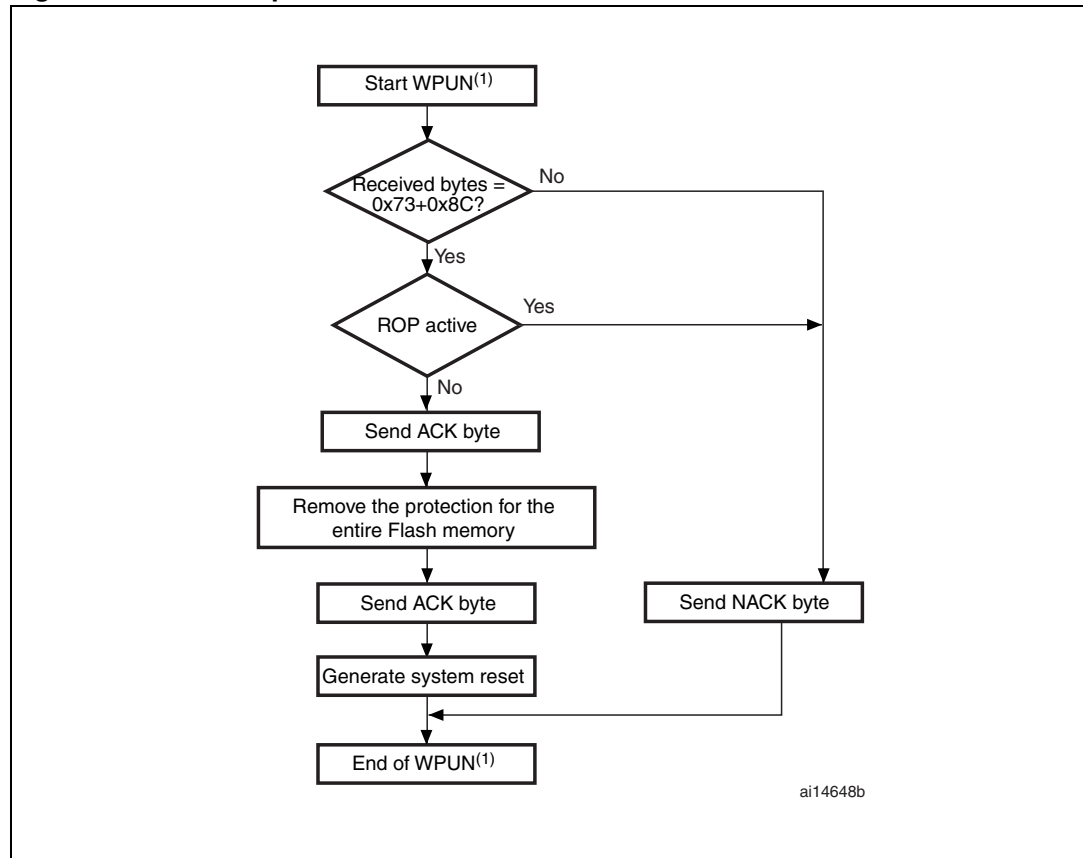 Start WPUN(1)
Received bytes =
0x73+0x8C?
No
Yes
ROP active
Yes
No
Send ACK byte
Remove the protection for the
entire Flash memory
Send ACK byte
Send NACK byte
Generate system reset
End of WPUN(1)
ai14648b